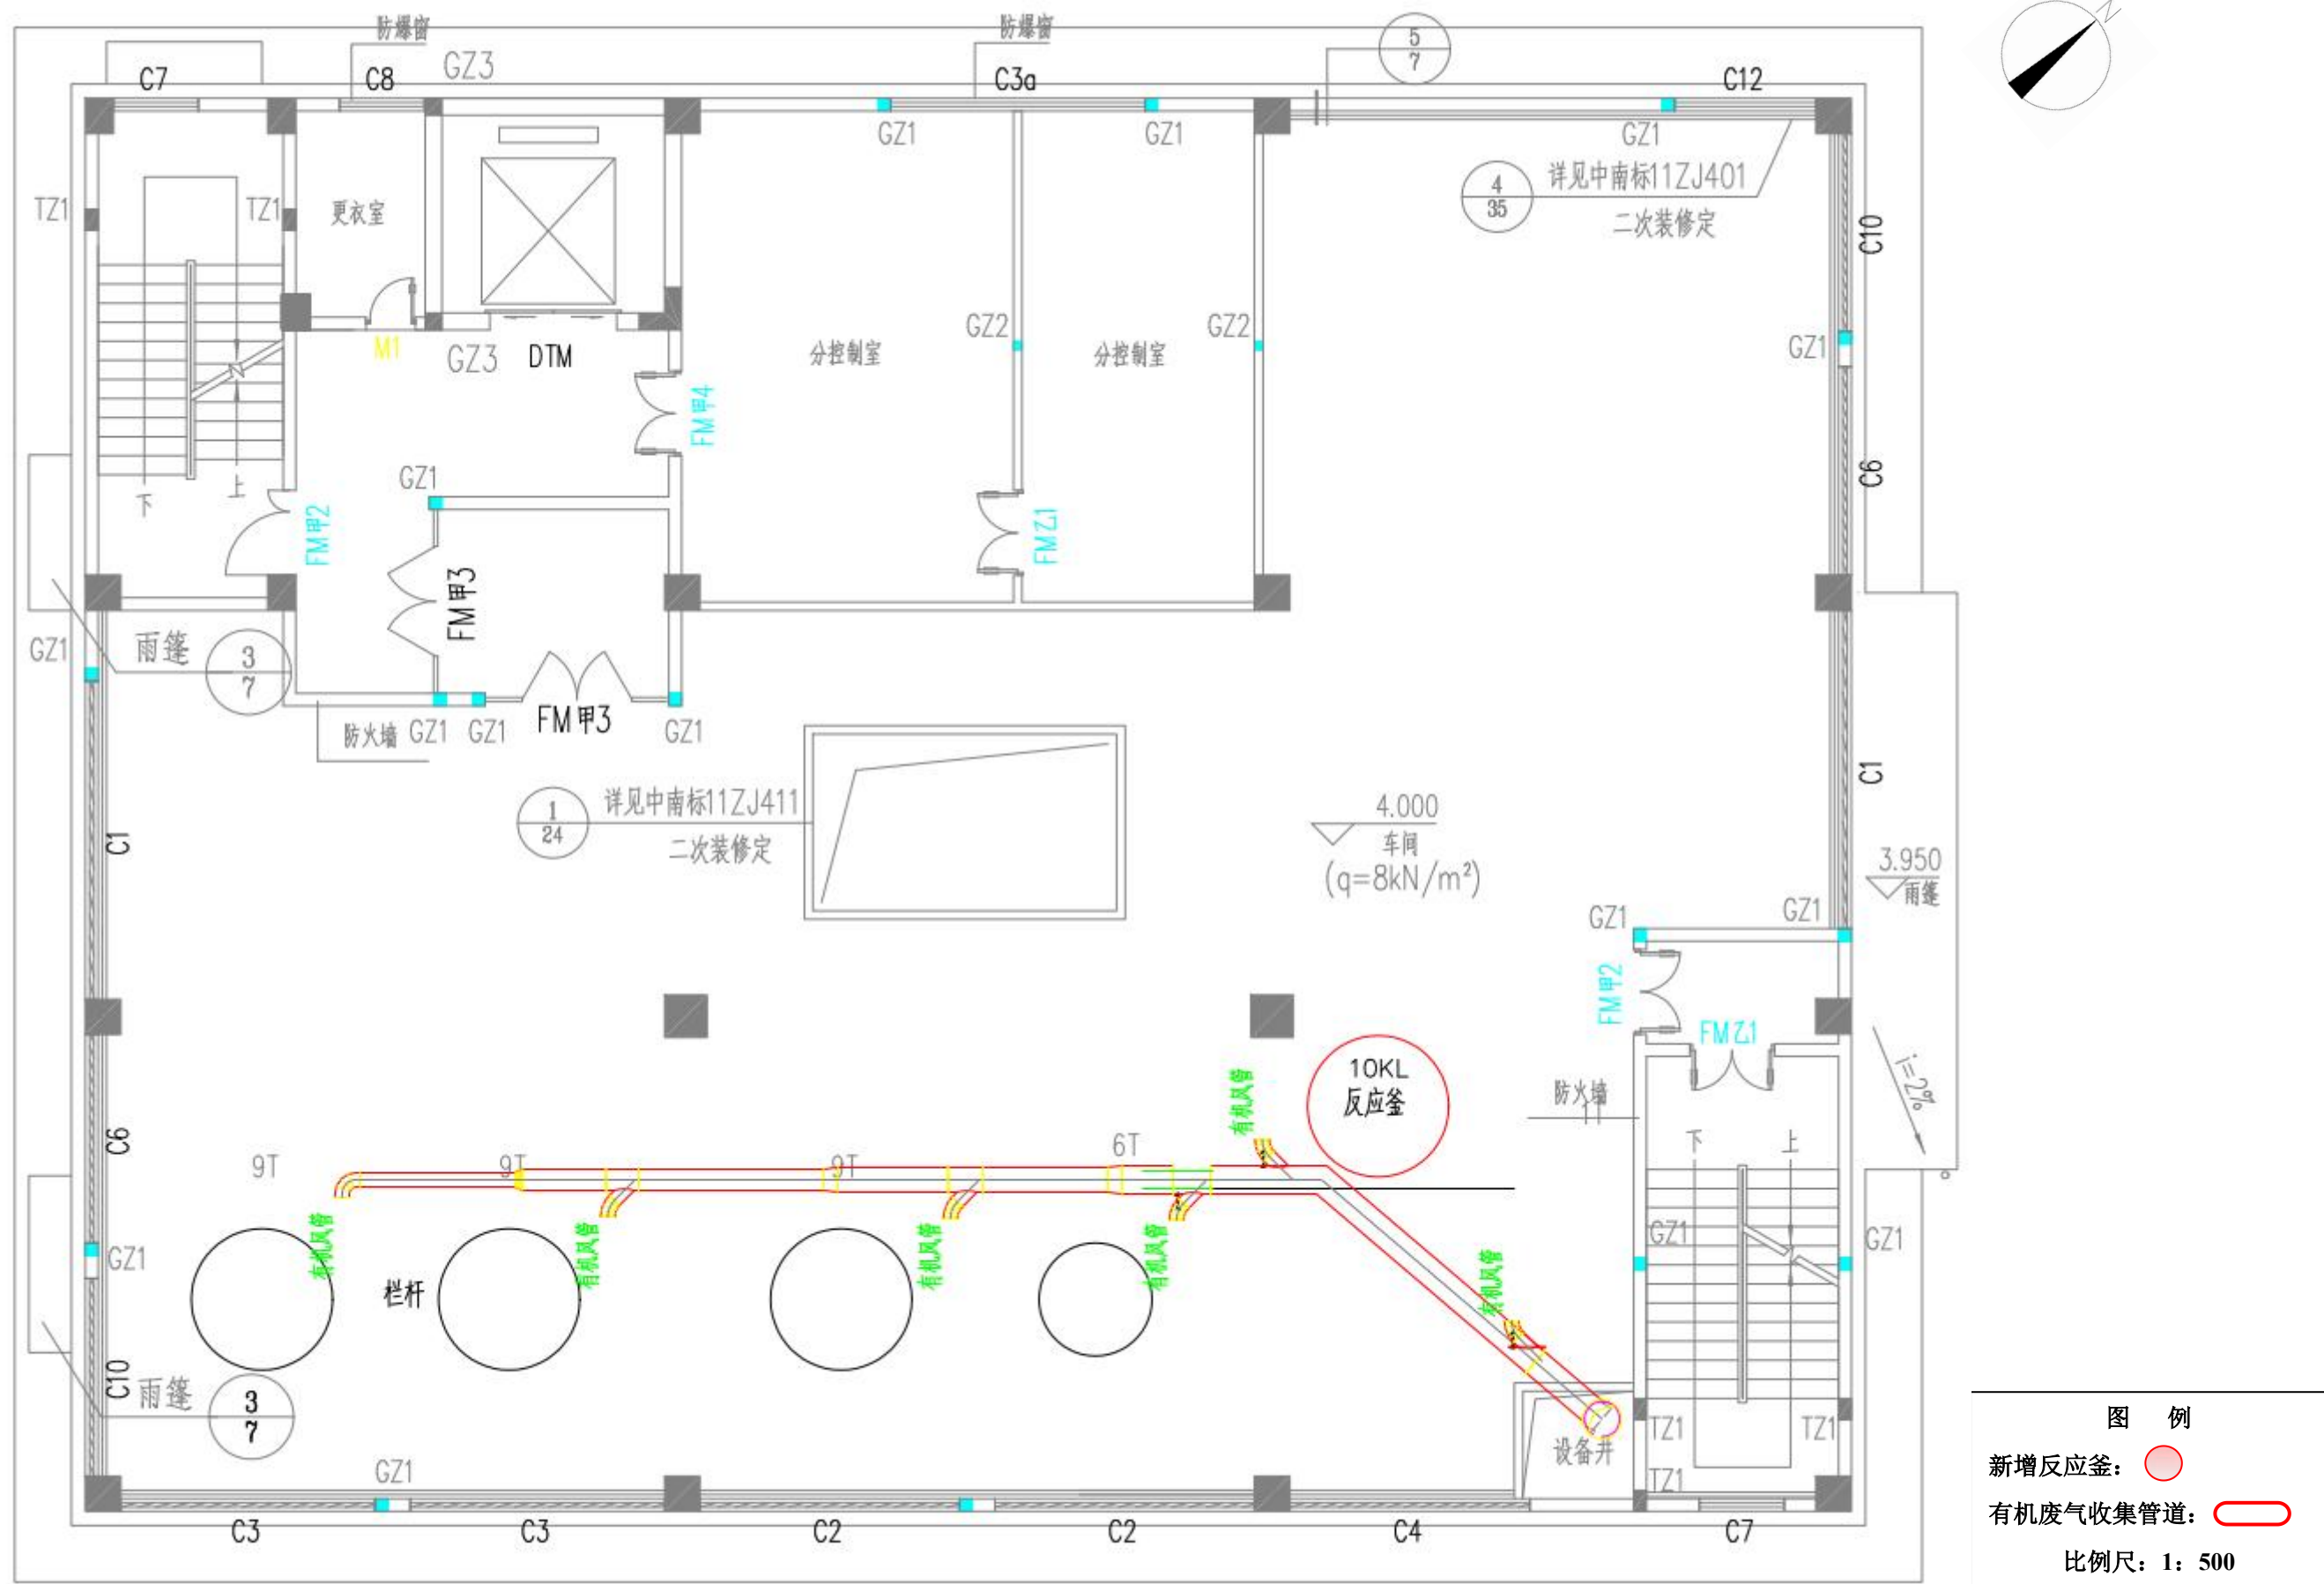 防爆窗
防爆窗
N
C7
C8
GZ3
C3a
5
7
C12
GZ1
GZ1
GZ1
4
35
详见中南标11ZJ401
二次装修定
TZ1
TZ1
更衣室
C10
GZ2
GZ2
GZ1
M1
GZ3
DTM
分控制室
分控制室
FM甲4
GZ1
C6
下
上
FM甲2
FM乙1
FM甲3
GZ1
雨篷
3
7
防火墙
GZ1
GZ1
FM甲3
GZ1
C1
1
24
详见中南标11ZJ411
二次装修定
4.000
车间
(q=8kN/m²)
C1
3.950
雨篷
GZ1
GZ1
FM甲2
FM乙1
10KL
反应釜
有机风管
防火墙
i=2%
C6
9T
9T
9T
6T
下
上
有机风管
有机风管
有机风管
有机风管
有机风管
GZ1
GZ1
GZ1
栏杆
C10
雨篷
3
7
设备井
TZ1
TZ1
TZ1
GZ1
C3
C3
C2
C2
C4
C7
图 例
新增反应釜：
有机废气收集管道：
比例尺：1：500